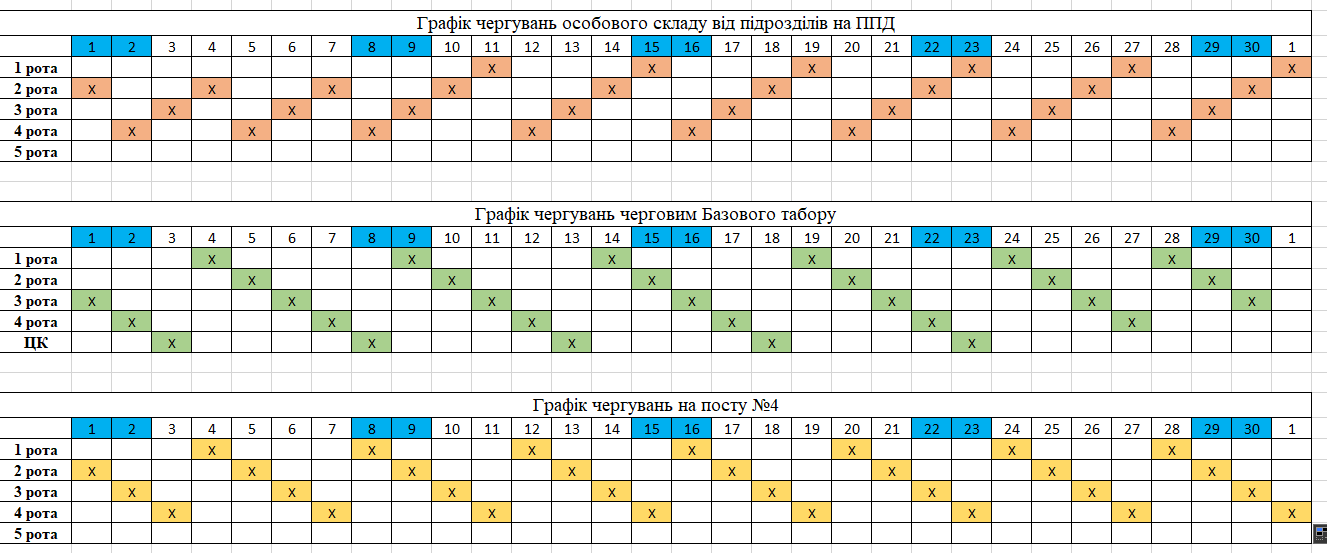 Графік чергувань особового складу від підрозділів на ППД
1 2 3 4 5 6 7 8 9 10 11 12 13 14 15 16 17 18 19 20 21 22 23 24 25 26 27 28 29 30 1
1 рота х х х х х х
2 рота х х х х х х х х х
3 рота х х х х х х х х
4 рота х х х х х х х х
5 рота
Графік чергувань черговим Базового табору
1 2 3 4 5 6 7 8 9 10 11 12 13 14 15 16 17 18 19 20 21 22 23 24 25 26 27 28 29 30 1
1 рота х х х х х х
2 рота х х х х х х
3 рота х х х х х х х
4 рота х х х х х х
ЦК х х х х х
Графік чергувань на посту №4
1 2 3 4 5 6 7 8 9 10 11 12 13 14 15 16 17 18 19 20 21 22 23 24 25 26 27 28 29 30 1
1 рота х х х х х х х
2 рота х х х х х х х х
3 рота х х х х х х х х
4 рота х х х х х х х х
5 рота